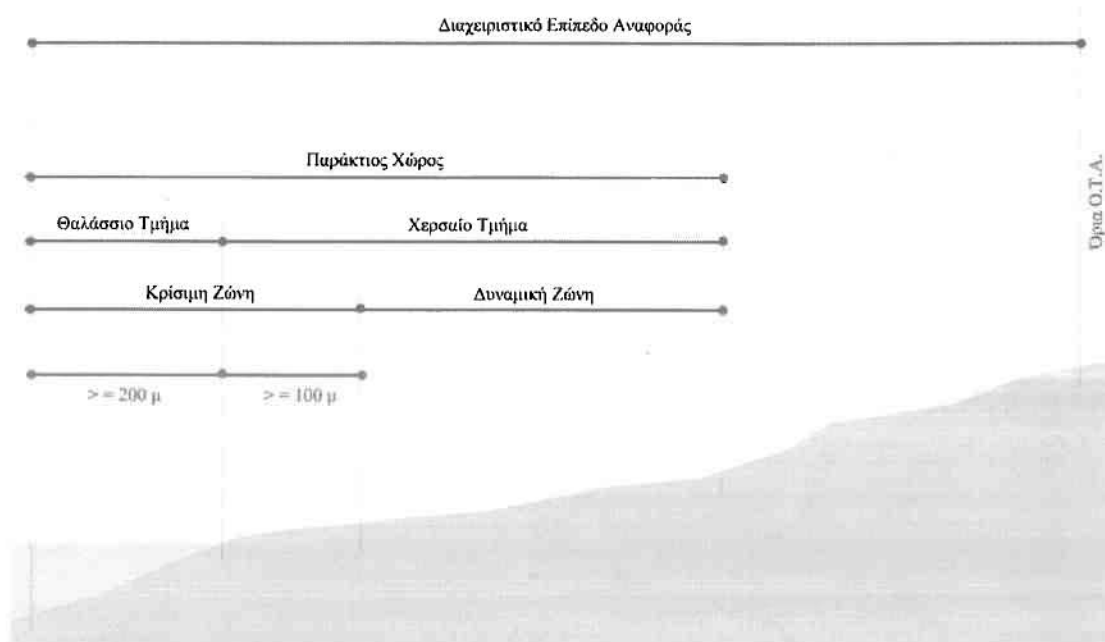 Διαχειριστικό Επίπεδο Αναφοράς
Παράκτιος Χώρος
Θαλάσσιο Τμήμα
Χερσαίο Τμήμα
Κρίσιμη Ζώνη
Δυναμική Ζώνη
> = 200 μ
> = 100 μ
Όρια Ο.Τ.Α.